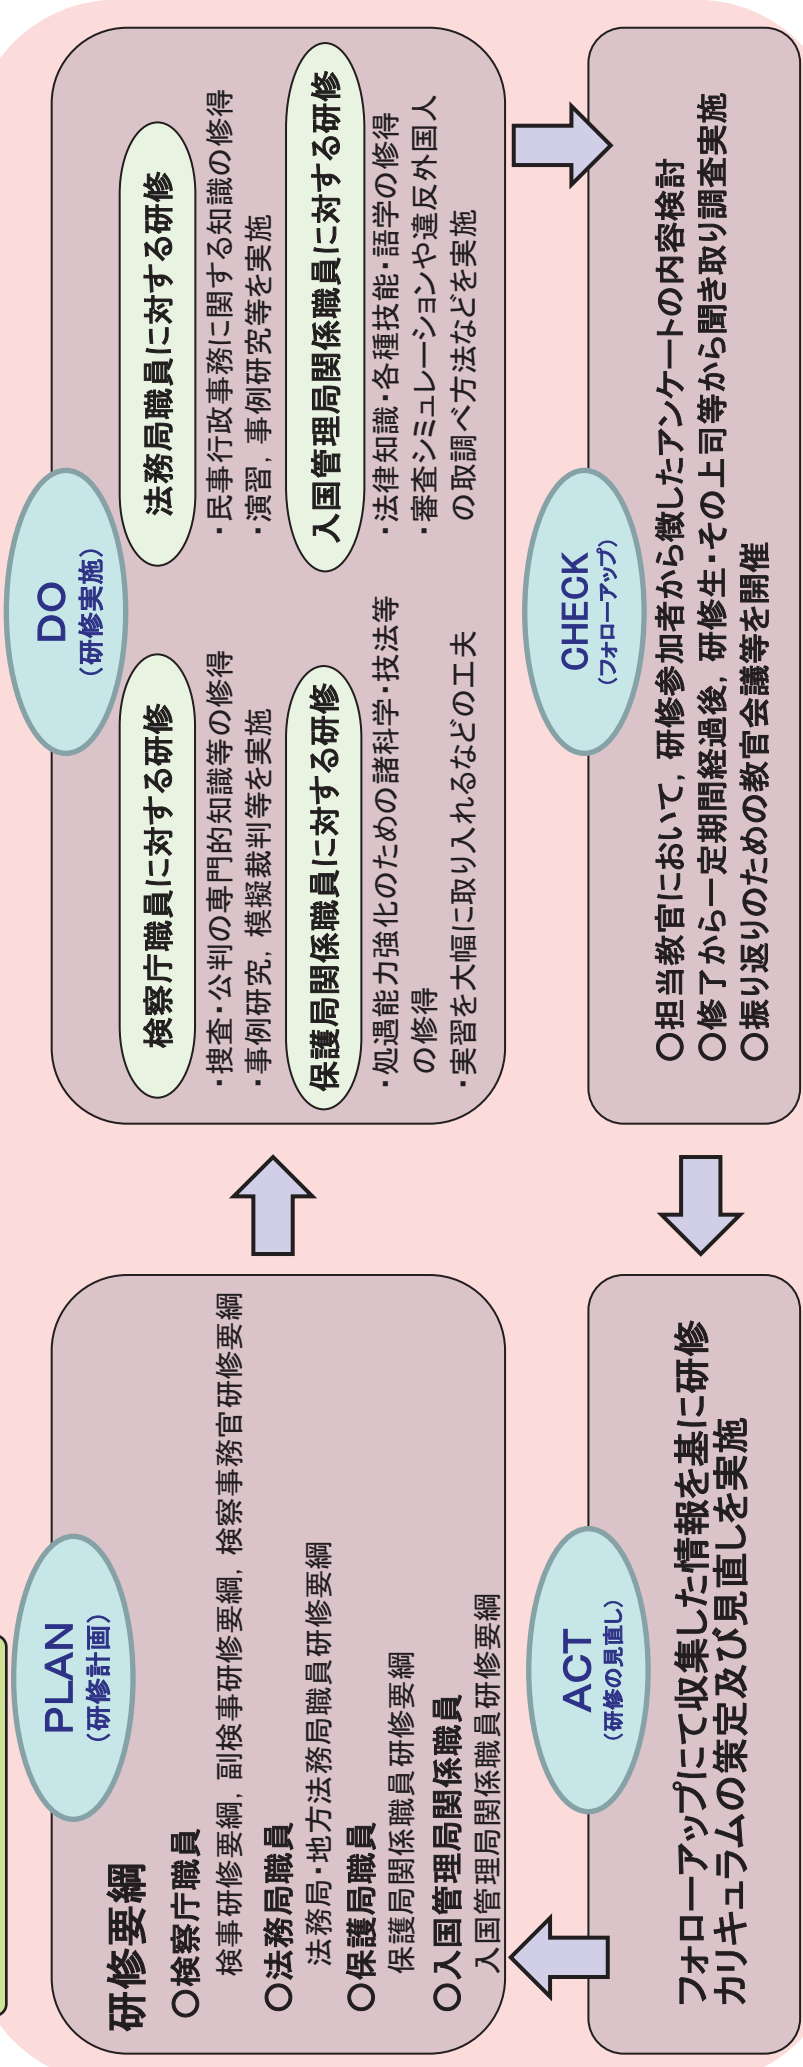 PLAN
（研修計画）
研修要綱
○検察庁職員
検事研修要綱，副検事研修要綱，検察事務官研修要綱
○法務局職員
法務局・地方法務局職員研修要綱
○保護局職員
保護局関係職員研修要綱
○入国管理局関係職員
入国管理局関係職員研修要綱
DO
（研修実施）
検察庁職員に対する研修
・捜査・公判の専門的知識等の修得
・事例研究，模擬裁判等を実施
法務局職員に対する研修
・民事行政事務に関する知識の修得
・演習，事例研究等を実施
保護局関係職員に対する研修
・処遇能力強化のための諸科学・技法等
の修得
・実習を大幅に取り入れるなどの工夫
入国管理局関係職員に対する研修
・法律知識・各種技能・語学の修得
・審査シミュレーションや違反外国人
の取調べ方法などを実施
CHECK
（フォローアップ）
○担当教官において，研修参加者から徴したアンケートの内容検討
○修了から一定期間経過後，研修生・その上司等から聞き取り調査実施
○振り返りのための教官会議等を開催
ACT
（研修の見直し）
フォローアップにて収集した情報を基に研修
カリキュラムの策定及び見直しを実施